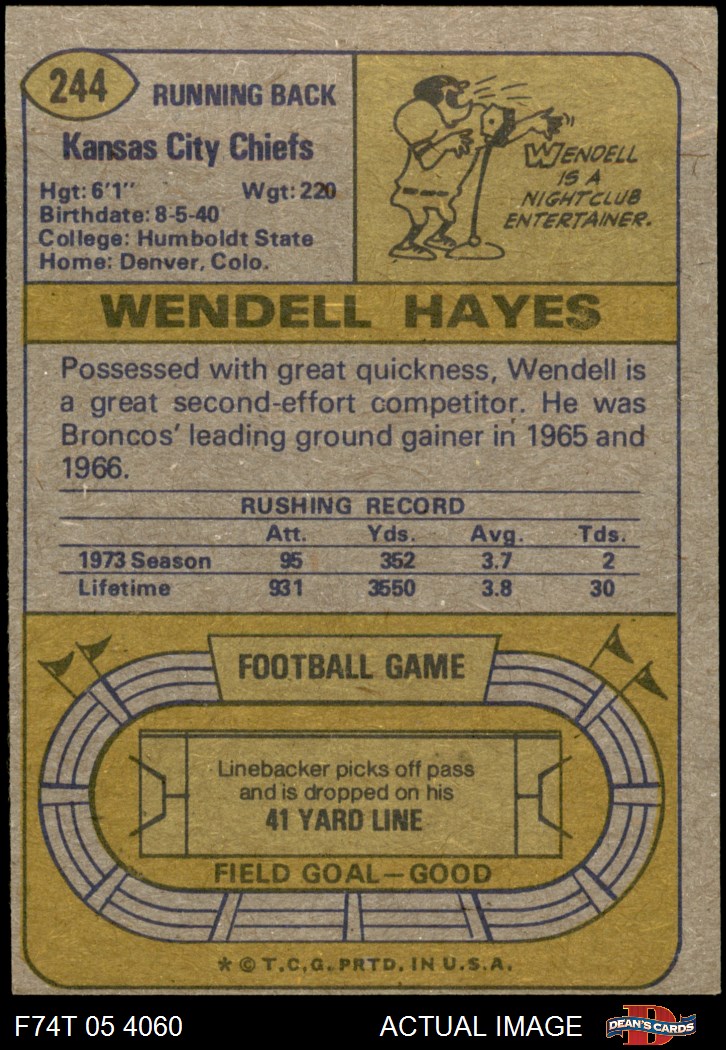 244
RUNNING BACK
Kansas City Chiefs
Hgt: 6'1" Wgt: 220
Birthdate: 8-5-40
College: Humboldt State
Home: Denver, Colo.
WENDELL
IS A
NIGHTCLUB
ENTERTAINER.
WENDELL HAYES
Possessed with great quickness, Wendell is
a great second-effort competitor. He was
Broncos' leading ground gainer in 1965 and
1966.
RUSHING RECORD
Att. Yds. Avg. Tds.
1973 Season 95 352 3.7 2
Lifetime 931 3550 3.8 30
FOOTBALL GAME
Linebacker picks off pass
and is dropped on his
41 YARD LINE
FIELD GOAL—GOOD
* © T.C.G. PRTD. IN U.S.A.
F74T 05 4060 ACTUAL IMAGE DEAN'S CARDS